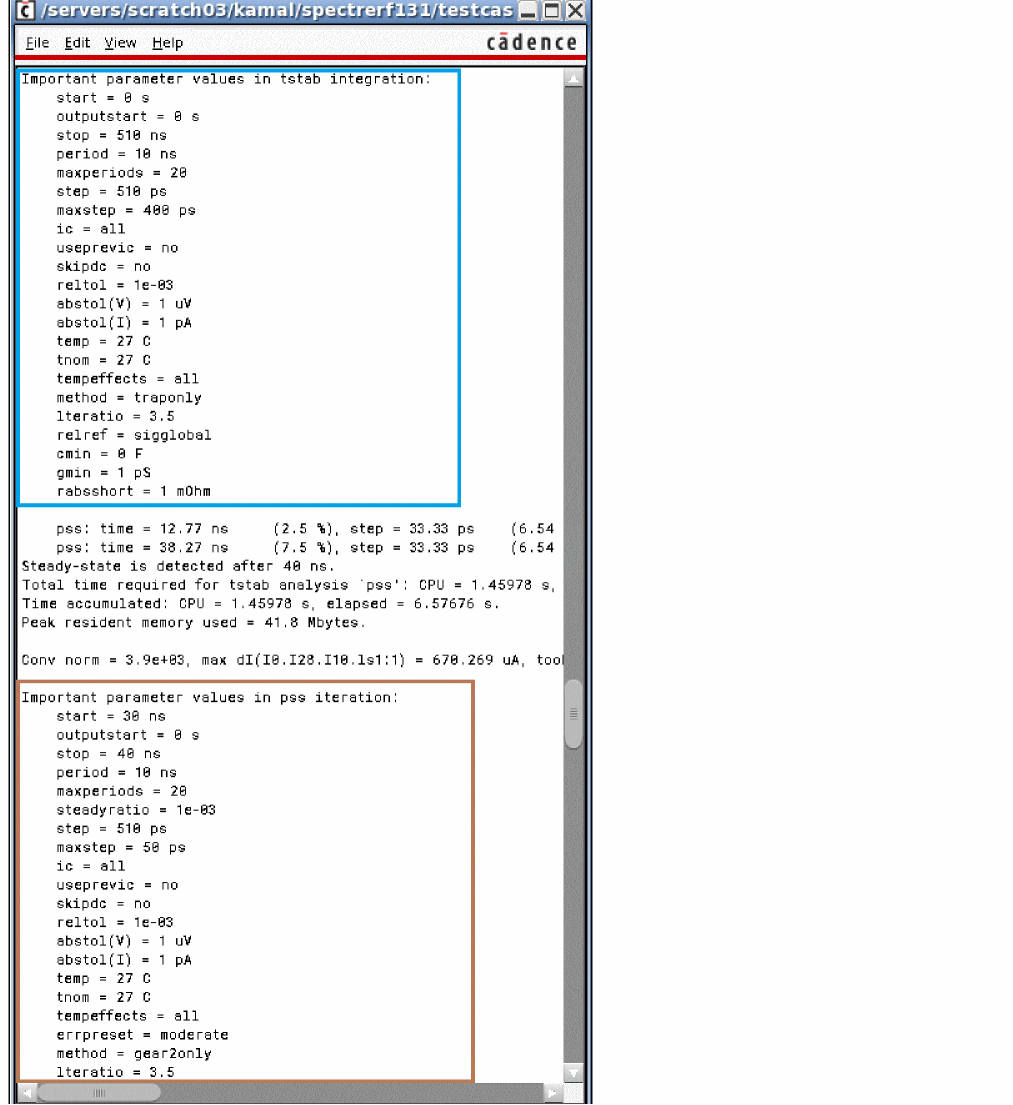 /servers/scratch03/kamal/spectrerf131/testcas
File Edit View Help
cādence
Important parameter values in tstab integration:
start = 0 s
outputstart = 0 s
stop = 510 ns
period = 10 ns
maxperiods = 20
step = 510 ps
maxstep = 400 ps
ic = all
useprevic = no
skipdc = no
reltol = 1e-03
abstol(V) = 1 uV
abstol(I) = 1 pA
temp = 27 C
tnom = 27 C
tempeffects = all
method = traponly
lteratio = 3.5
relref = sigglobal
cmin = 0 F
gmin = 1 pS
rabsshort = 1 mOhm
pss: time = 12.77 ns (2.5 %), step = 33.33 ps (6.54
pss: time = 38.27 ns (7.5 %), step = 33.33 ps (6.54
Steady-state is detected after 40 ns.
Total time required for tstab analysis `pss': CPU = 1.45978 s,
Time accumulated: CPU = 1.45978 s, elapsed = 6.57676 s.
Peak resident memory used = 41.8 Mbytes.
Conv norm = 3.9e+03, max dI(I0.I28.I10.ls1:1) = 670.269 uA, took
Important parameter values in pss iteration:
start = 30 ns
outputstart = 0 s
stop = 40 ns
period = 10 ns
maxperiods = 20
steadyratio = 1e-03
step = 510 ps
maxstep = 50 ps
ic = all
useprevic = no
skipdc = no
reltol = 1e-03
abstol(V) = 1 uV
abstol(I) = 1 pA
temp = 27 C
tnom = 27 C
tempeffects = all
errpreset = moderate
method = gear2only
lteratio = 3.5